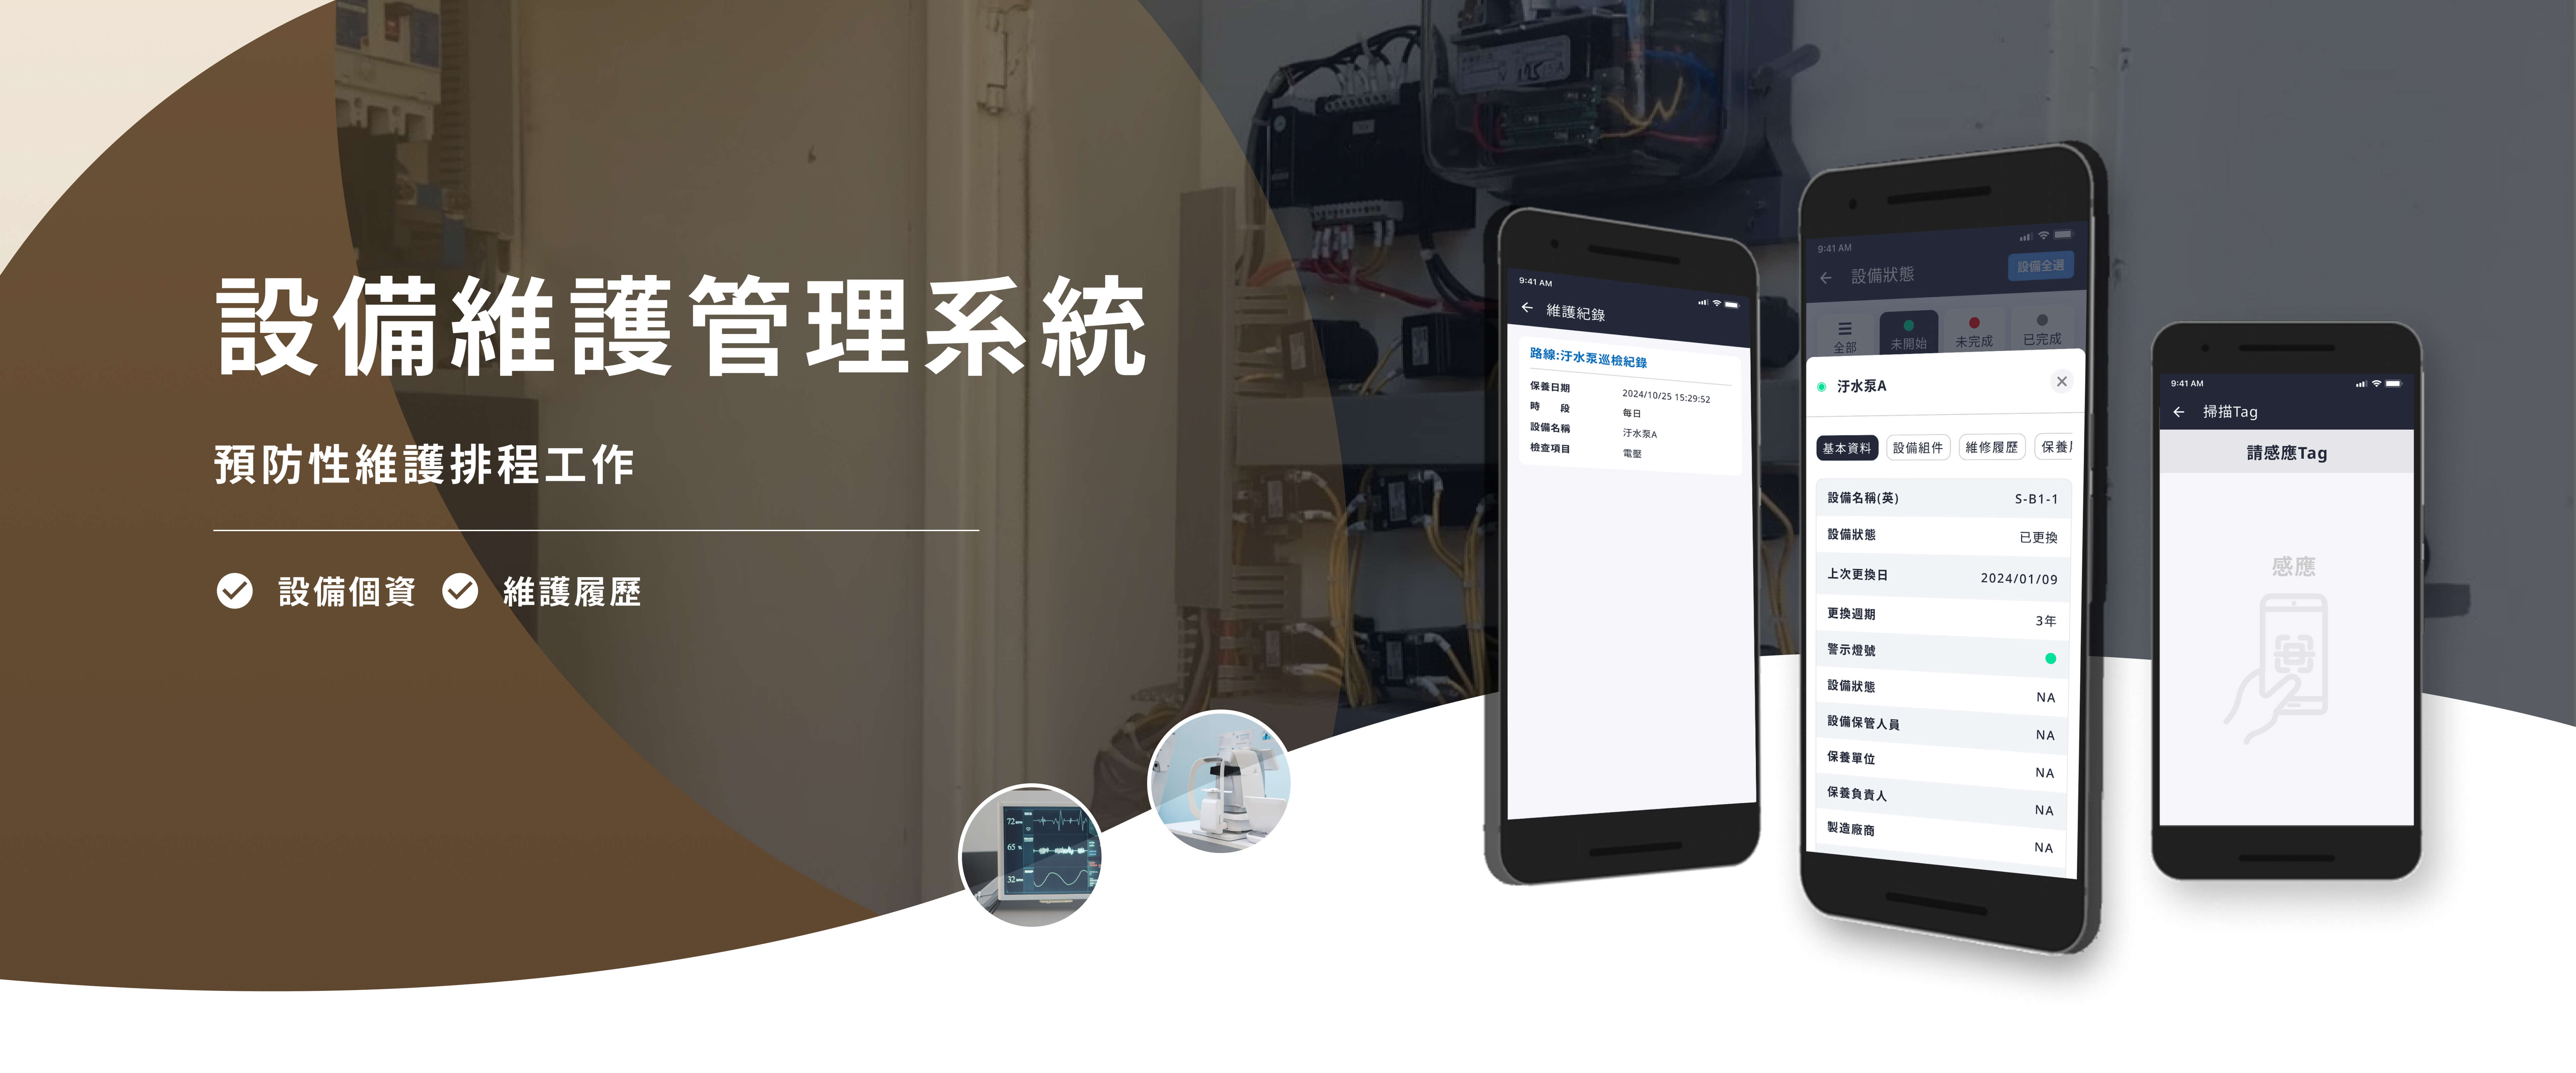 設備維護管理系統
預防性維護排程工作
設備個資 維護履歷
9:41 AM
維護紀錄
路線:汙水泵巡檢紀錄
保養日期 2024/10/25 15:29:52
時 段 每日
設備名稱 汙水泵A
檢查項目 電壓
9:41 AM
設備狀態 設備全選
全部 未開始 未完成 已完成
汙水泵A
基本資料 設備組件 維修履歷 保養
設備名稱(英) S-B1-1
設備狀態 已更換
上次更換日 2024/01/09
更換週期 3年
警示燈號
設備狀態 NA
設備保管人員 NA
保養單位 NA
保養負責人 NA
製造廠商 NA
9:41 AM
掃描Tag
請感應Tag
感應
72
65
32